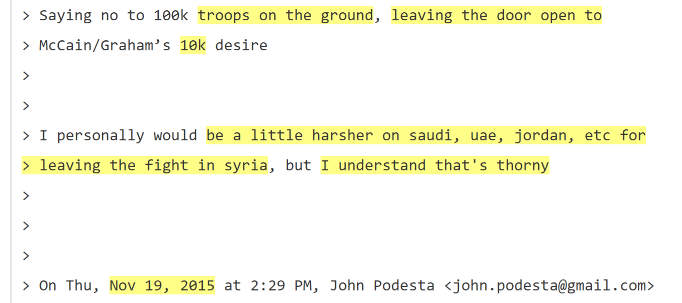 > Saying no to 100k troops on the ground, leaving the door open to
> McCain/Graham’s 10k desire
>
>
> I personally would be a little harsher on saudi, uae, jordan, etc for
> leaving the fight in syria, but I understand that's thorny
>
>
>
> On Thu, Nov 19, 2015 at 2:29 PM, John Podesta <john.podesta@gmail.com>